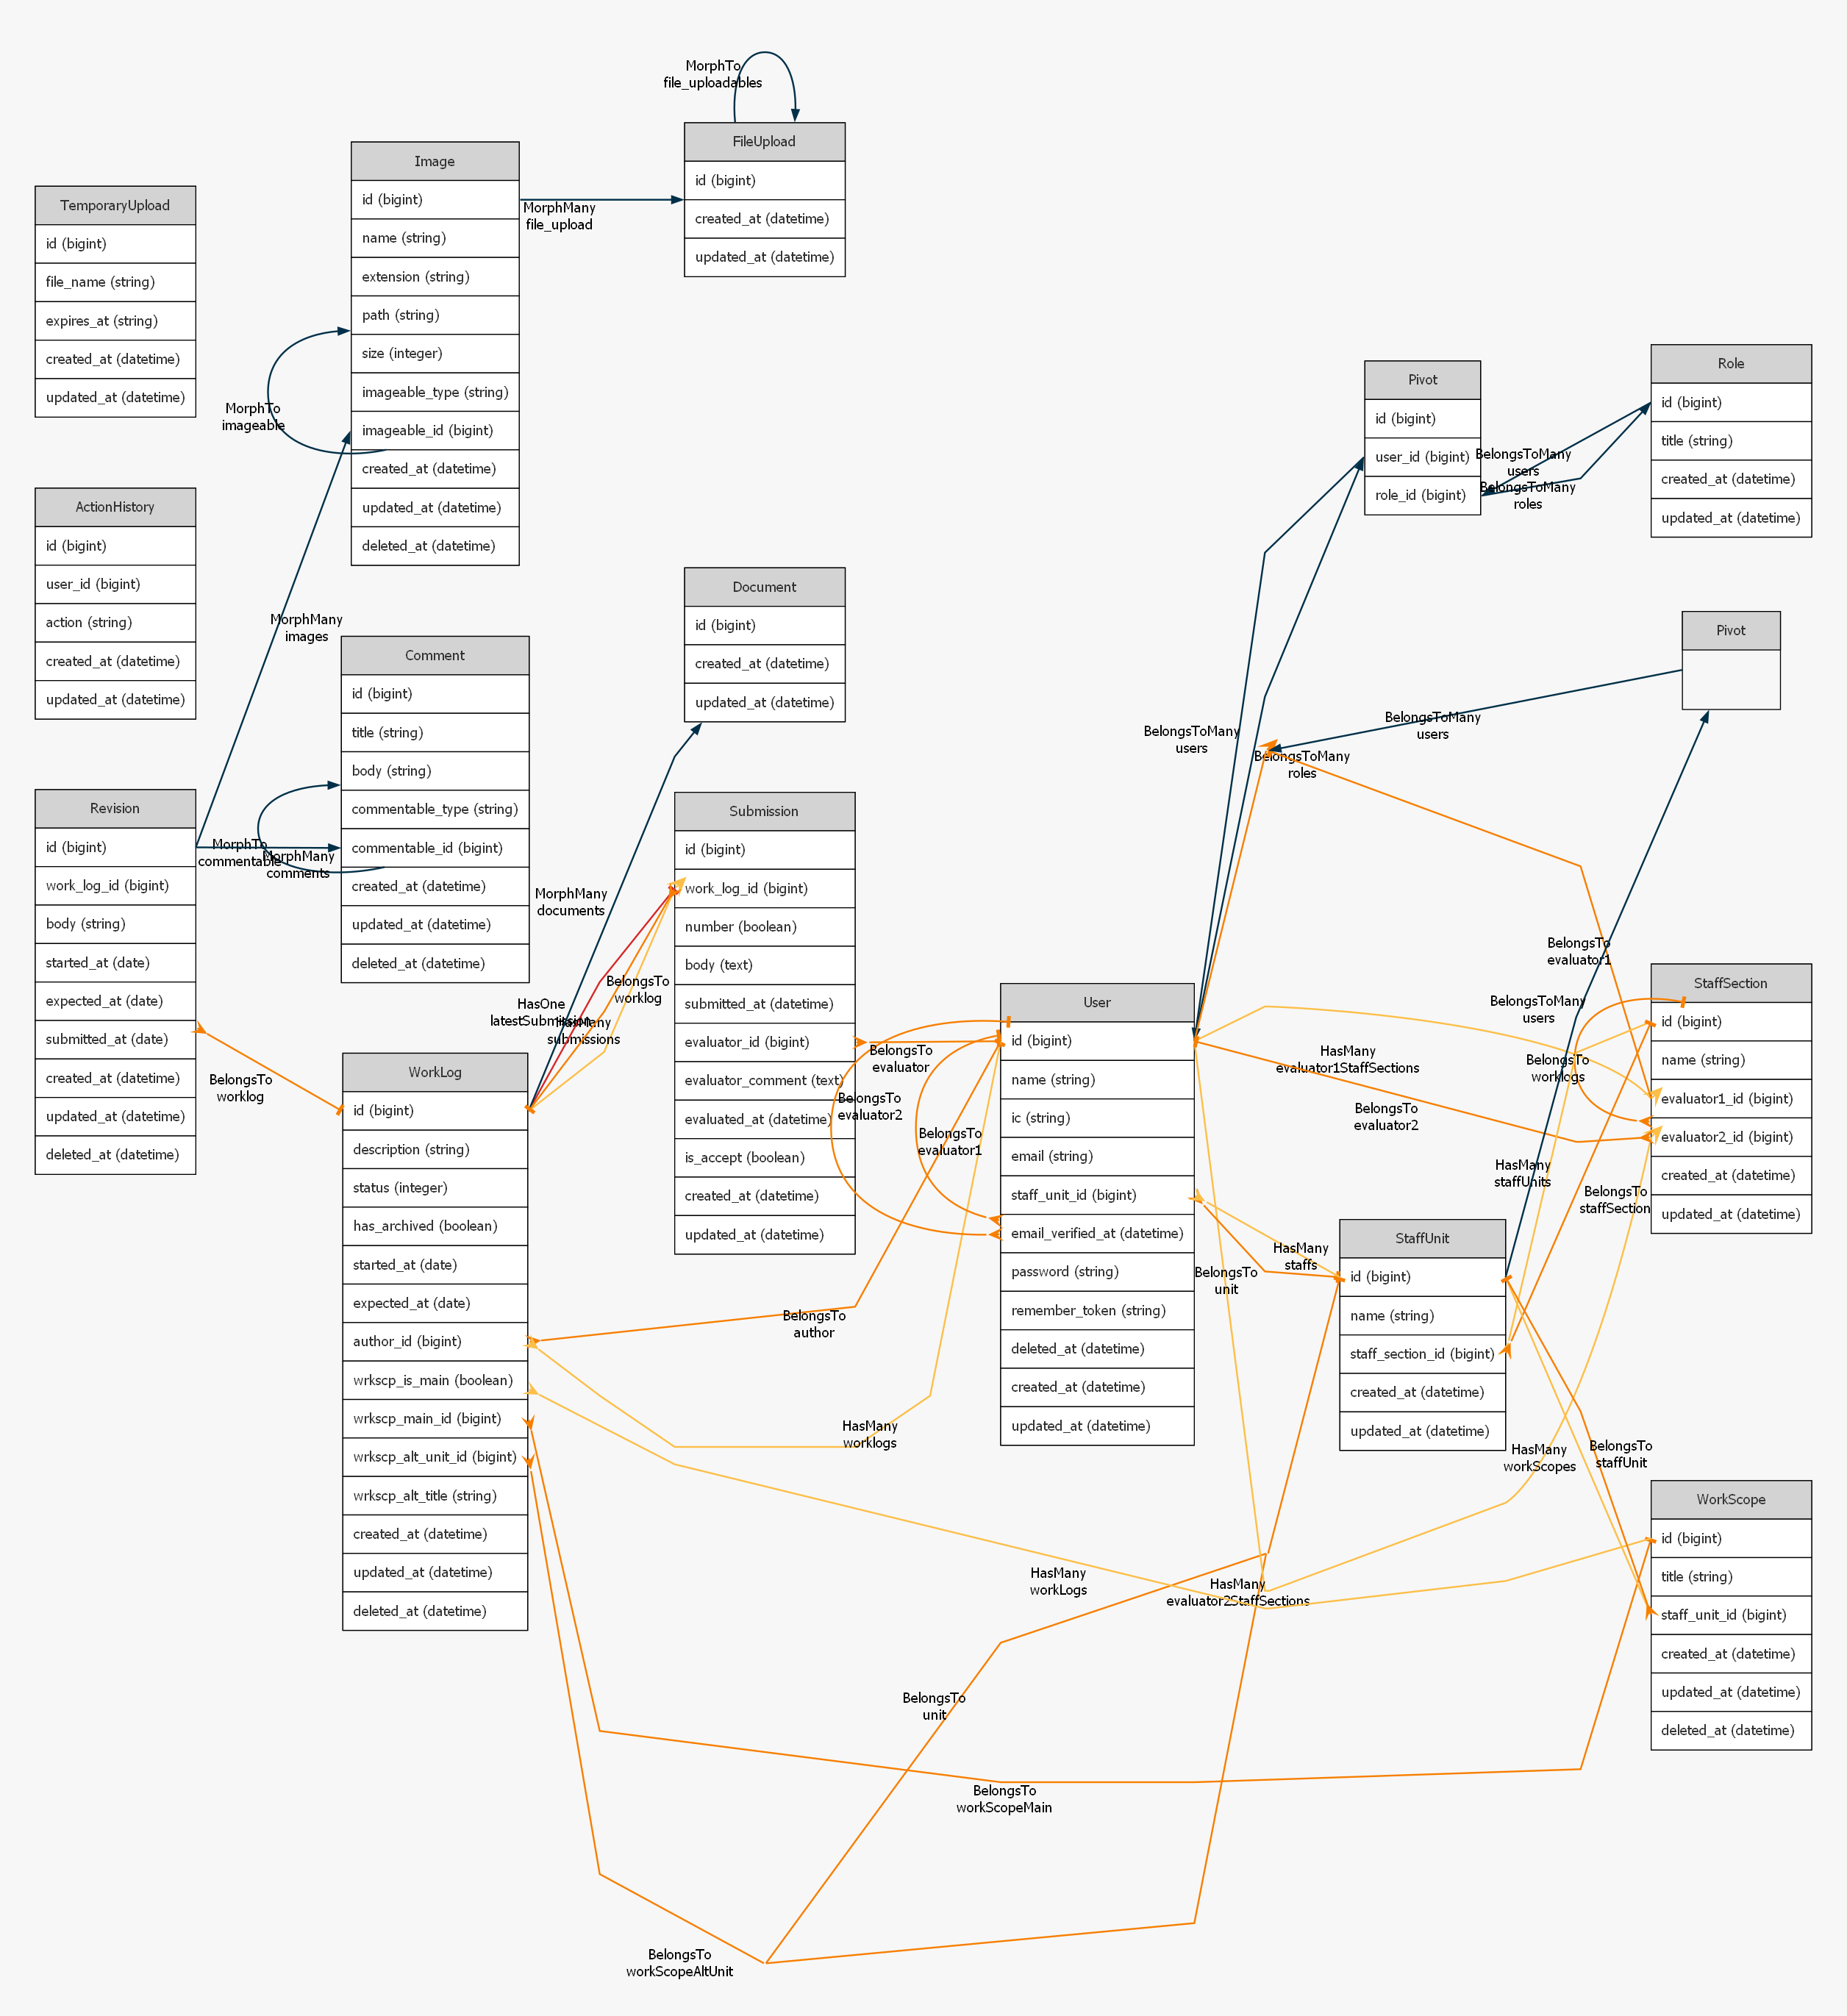 MorphTo
file_uploadables
FileUpload
id (bigint)
created_at (datetime)
updated_at (datetime)
Image
id (bigint)
name (string)
extension (string)
path (string)
size (integer)
imageable_type (string)
imageable_id (bigint)
created_at (datetime)
updated_at (datetime)
deleted_at (datetime)
MorphMany
file_upload
MorphTo
imageable
TemporaryUpload
id (bigint)
file_name (string)
expires_at (string)
created_at (datetime)
updated_at (datetime)
ActionHistory
id (bigint)
user_id (bigint)
action (string)
created_at (datetime)
updated_at (datetime)
MorphMany
images
Pivot
id (bigint)
user_id (bigint)
role_id (bigint)
Role
id (bigint)
title (string)
created_at (datetime)
updated_at (datetime)
BelongsToMany
users
BelongsToMany
roles
Document
id (bigint)
created_at (datetime)
updated_at (datetime)
Pivot
BelongsToMany
users
BelongsToMany
users
BelongsToMany
roles
Comment
id (bigint)
title (string)
body (string)
commentable_type (string)
commentable_id (bigint)
created_at (datetime)
updated_at (datetime)
deleted_at (datetime)
Revision
id (bigint)
work_log_id (bigint)
body (string)
started_at (date)
expected_at (date)
submitted_at (date)
created_at (datetime)
updated_at (datetime)
deleted_at (datetime)
MorphTo
commentable
MorphMany
comments
MorphMany
documents
Submission
id (bigint)
work_log_id (bigint)
number (boolean)
body (text)
submitted_at (datetime)
evaluator_id (bigint)
evaluator_comment (text)
evaluated_at (datetime)
is_accept (boolean)
created_at (datetime)
updated_at (datetime)
BelongsTo
worklog
HasOne
latestSubmission
HasMany
submissions
BelongsTo
worklog
WorkLog
id (bigint)
description (string)
status (integer)
has_archived (boolean)
started_at (date)
expected_at (date)
author_id (bigint)
wrkscp_is_main (boolean)
wrkscp_main_id (bigint)
wrkscp_alt_unit_id (bigint)
wrkscp_alt_title (string)
created_at (datetime)
updated_at (datetime)
deleted_at (datetime)
BelongsTo
evaluator
BelongsTo
evaluator2
BelongsTo
evaluator1
User
id (bigint)
name (string)
ic (string)
email (string)
staff_unit_id (bigint)
email_verified_at (datetime)
password (string)
remember_token (string)
deleted_at (datetime)
created_at (datetime)
updated_at (datetime)
BelongsTo
evaluator1
BelongsToMany
users
HasMany
evaluator1StaffSections
BelongsTo
worklogs
BelongsTo
evaluator2
StaffSection
id (bigint)
name (string)
evaluator1_id (bigint)
evaluator2_id (bigint)
created_at (datetime)
updated_at (datetime)
HasMany
staffUnits
BelongsTo
staffSection
HasMany
staffs
BelongsTo
unit
StaffUnit
id (bigint)
name (string)
staff_section_id (bigint)
created_at (datetime)
updated_at (datetime)
BelongsTo
author
HasMany
worklogs
HasMany
workScopes
BelongsTo
staffUnit
WorkScope
id (bigint)
title (string)
staff_unit_id (bigint)
created_at (datetime)
updated_at (datetime)
deleted_at (datetime)
HasMany
workLogs
HasMany
evaluator2StaffSections
BelongsTo
unit
BelongsTo
workScopeMain
BelongsTo
workScopeAltUnit